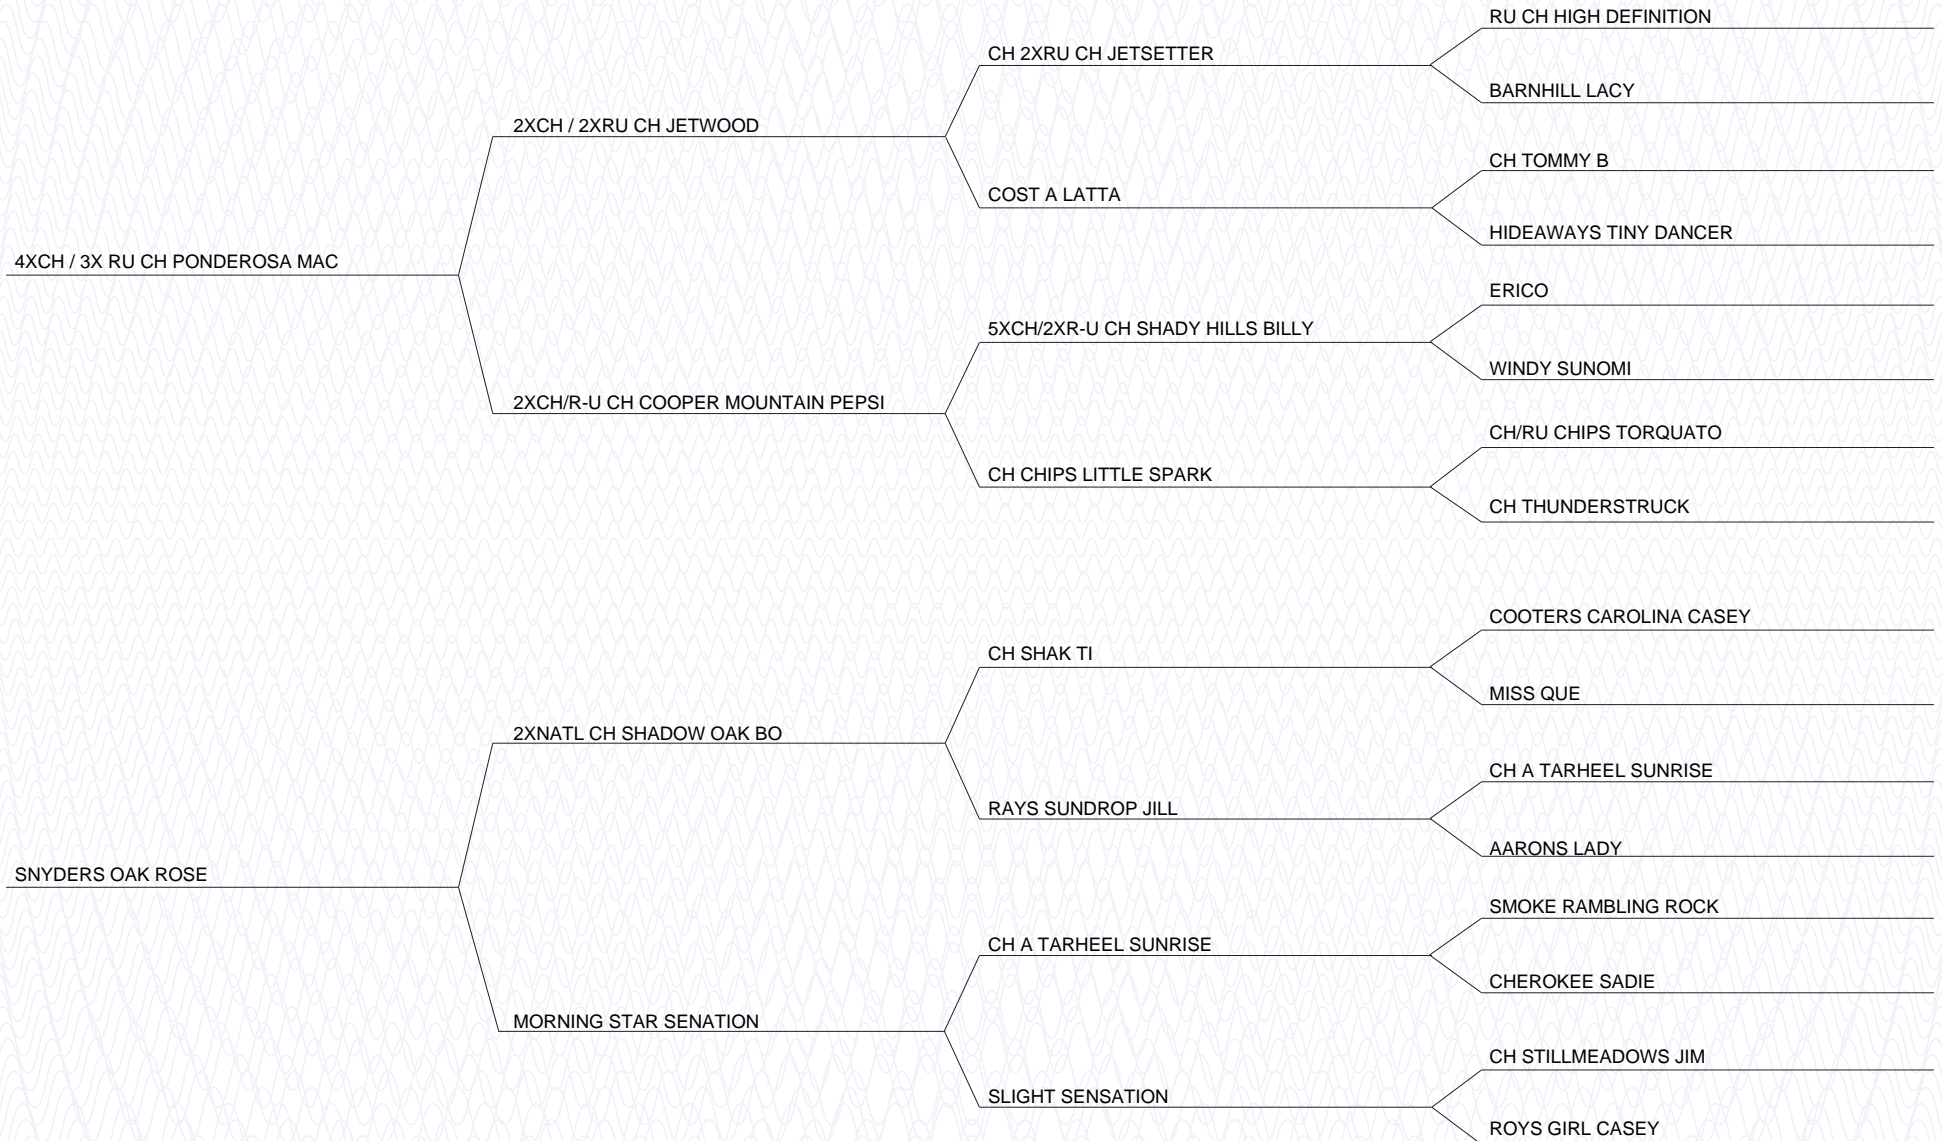 RU CH HIGH DEFINITION
CH 2XRU CH JETSETTER
BARNHILL LACY
2XCH / 2XRU CH JETWOOD
CH TOMMY B
COST A LATTA
HIDEAWAYS TINY DANCER
4XCH / 3X RU CH PONDEROSA MAC
ERICO
5XCH/2XR-U CH SHADY HILLS BILLY
WINDY SUNOMI
2XCH/R-U CH COOPER MOUNTAIN PEPSI
CH/RU CHIPS TORQUATO
CH CHIPS LITTLE SPARK
CH THUNDERSTRUCK
COOTERS CAROLINA CASEY
CH SHAK TI
MISS QUE
2XNATL CH SHADOW OAK BO
CH A TARHEEL SUNRISE
RAYS SUNDROP JILL
AARONS LADY
SNYDERS OAK ROSE
SMOKE RAMBLING ROCK
CH A TARHEEL SUNRISE
CHEROKEE SADIE
MORNING STAR SENATION
CH STILLMEADOWS JIM
SLIGHT SENSATION
ROYS GIRL CASEY